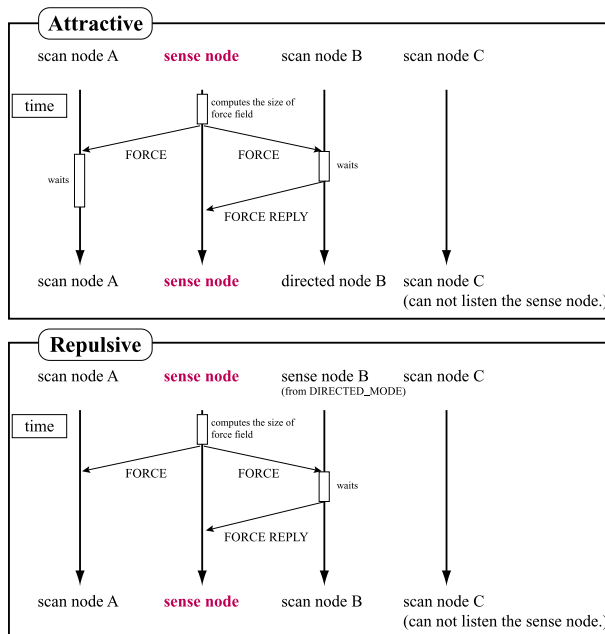 Attractive
scan node A sense node scan node B scan node C
time
computes the size of
force field
FORCE FORCE
waits waits
FORCE REPLY
scan node A sense node directed node B scan node C
(can not listen the sense node.)
Repulsive
scan node A sense node sense node B scan node C
(from DIRECTED_MODE)
time
computes the size of
force field
FORCE FORCE
waits
FORCE REPLY
scan node A sense node scan node B scan node C
(can not listen the sense node.)